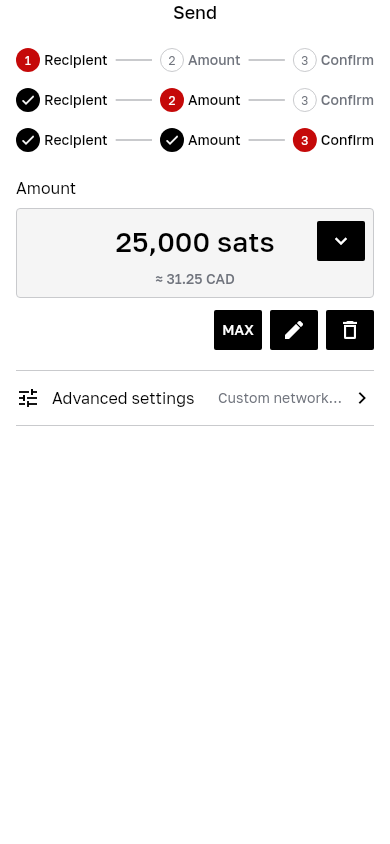 Send
1 Recipient 2 Amount 3 Confirm
Recipient 2 Amount 3 Confirm
Recipient Amount 3 Confirm
Amount
25,000 sats
≈ 31.25 CAD
MAX
Advanced settings Custom network...